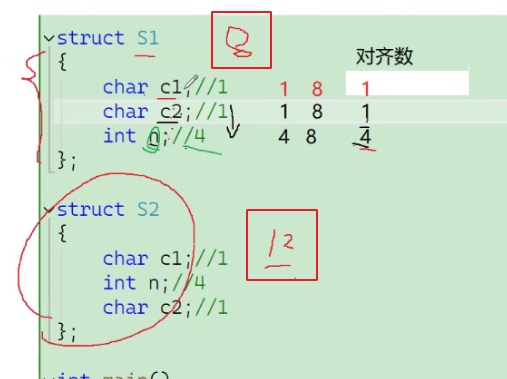 struct S1
8
对齐数
{
char c1;//1 1 8 1
char c2;//1 1 8 1
int n;//4 4 8 4
};
struct S2
{
12
char c1;//1
int n;//4
char c2;//1
};
int main()